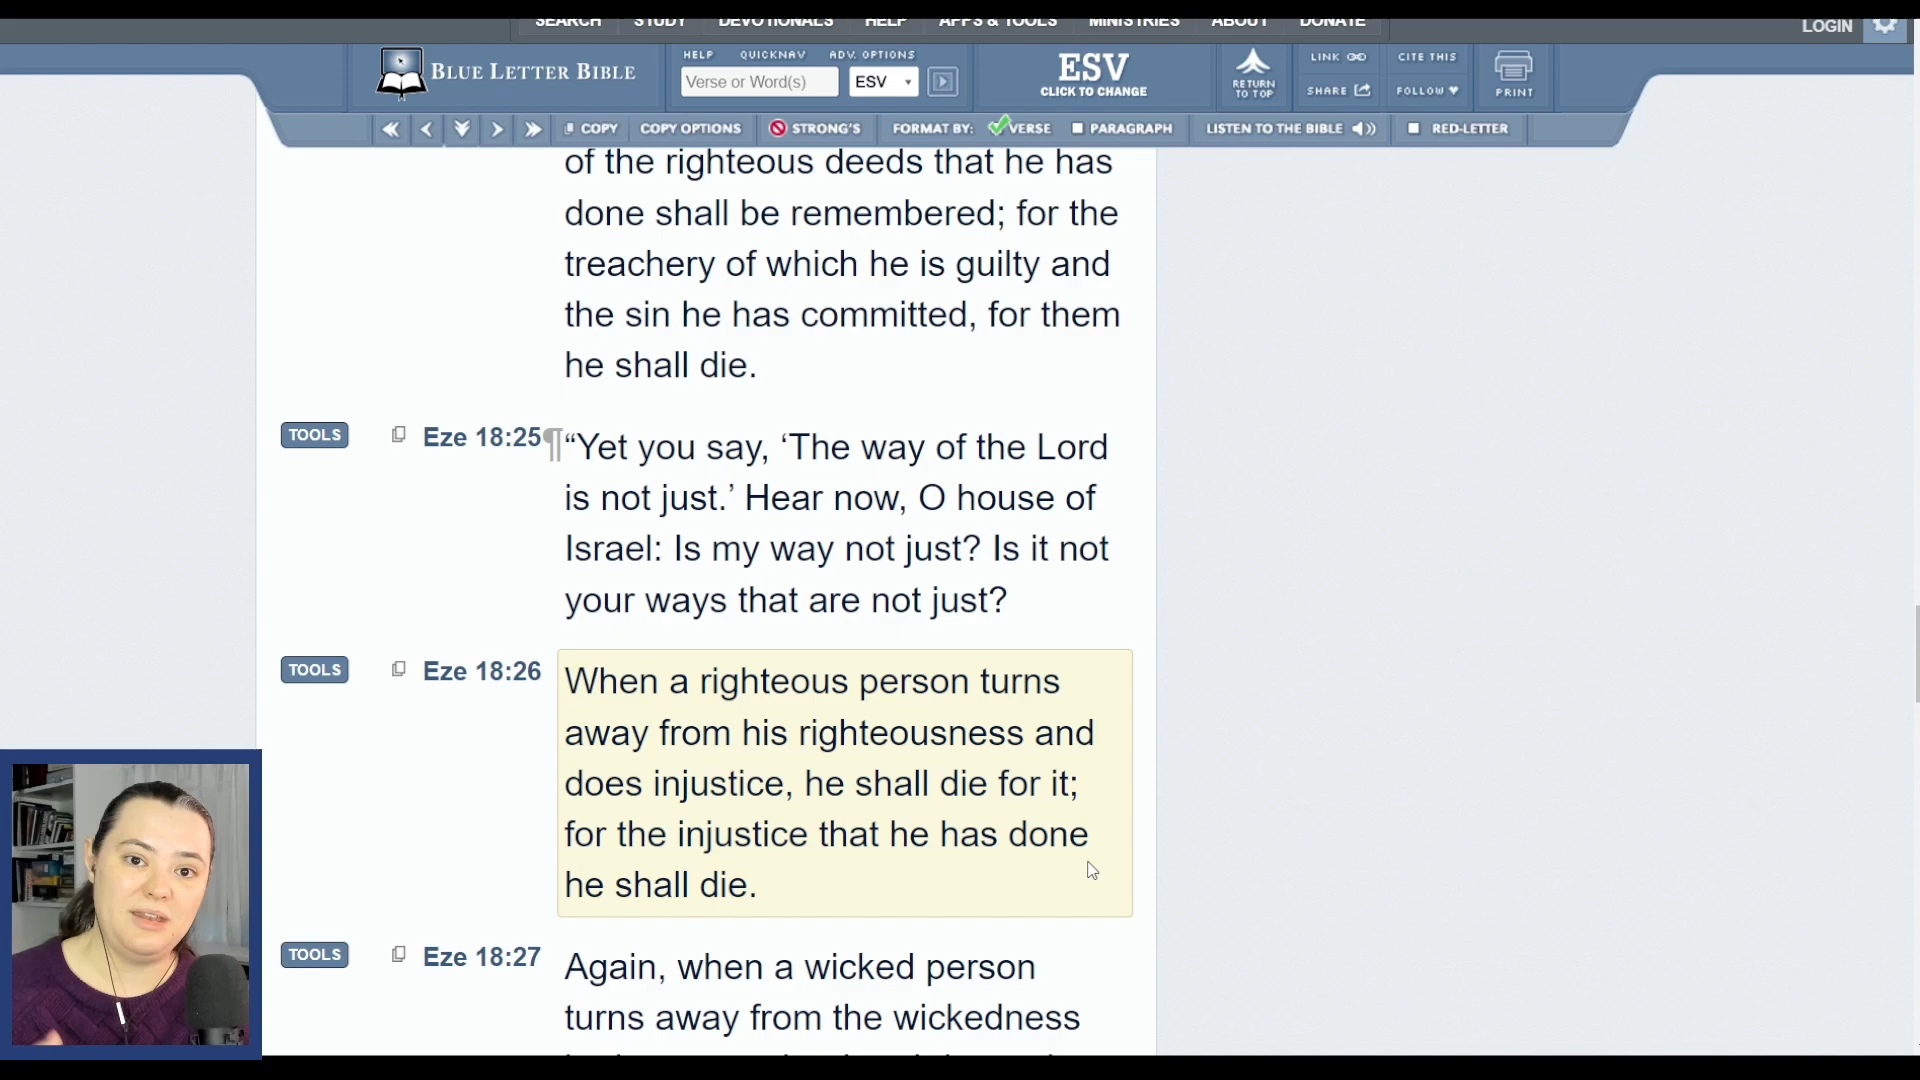 SEARCH STUDY DEVOTIONALS HELP APPS & TOOLS MINISTRIES ABOUT DONATE
LOGIN
BLUE LETTER BIBLE
HELP QUICKNAV ADV. OPTIONS
Verse or Word(s) ESV
ESV
CLICK TO CHANGE
RETURN
TO TOP
LINK
CITE THIS
SHARE
FOLLOW
PRINT
COPY COPY OPTIONS STRONG'S FORMAT BY: VERSE PARAGRAPH LISTEN TO THE BIBLE RED-LETTER
of the righteous deeds that he has
done shall be remembered; for the
treachery of which he is guilty and
the sin he has committed, for them
he shall die.
TOOLS Eze 18:25 ¶ “Yet you say, ‘The way of the Lord
is not just.’ Hear now, O house of
Israel: Is my way not just? Is it not
your ways that are not just?
TOOLS Eze 18:26 When a righteous person turns
away from his righteousness and
does injustice, he shall die for it;
for the injustice that he has done
he shall die.
TOOLS Eze 18:27 Again, when a wicked person
turns away from the wickedness